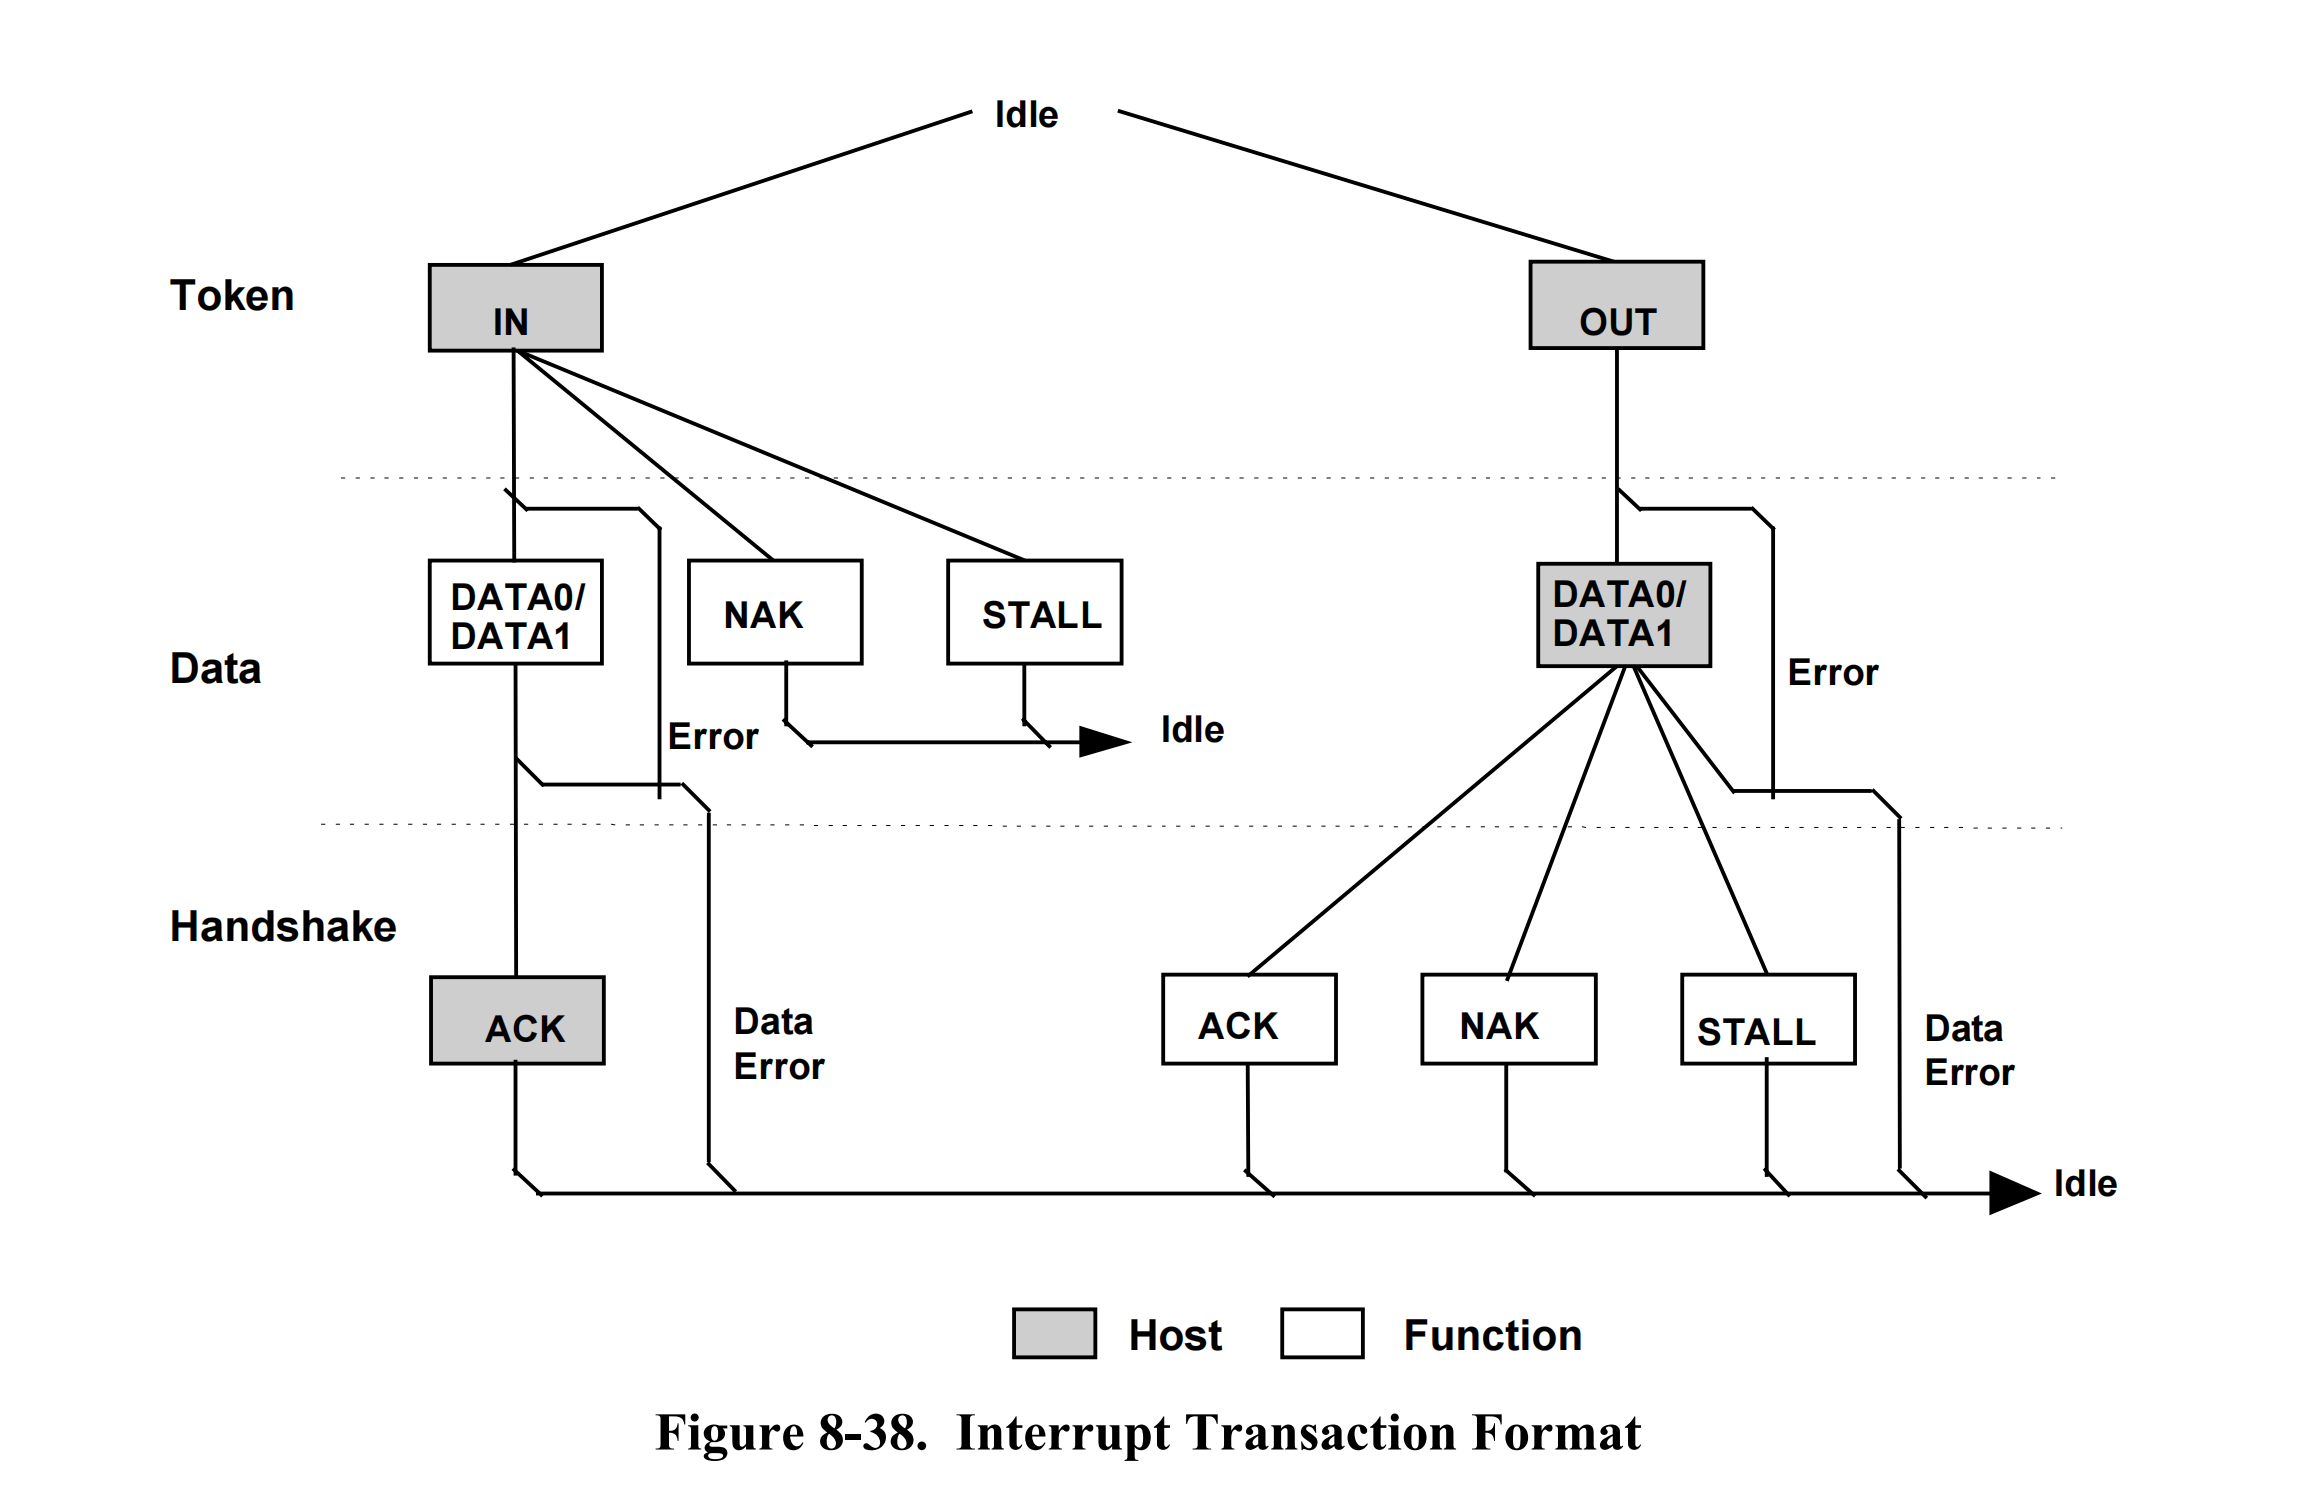 Idle
Token
IN
OUT
DATA0/
DATA1
NAK
STALL
DATA0/
DATA1
Data
Error
Error
Idle
Handshake
ACK
Data
Error
ACK
NAK
STALL
Data
Error
Idle
Host
Function
Figure 8-38. Interrupt Transaction Format